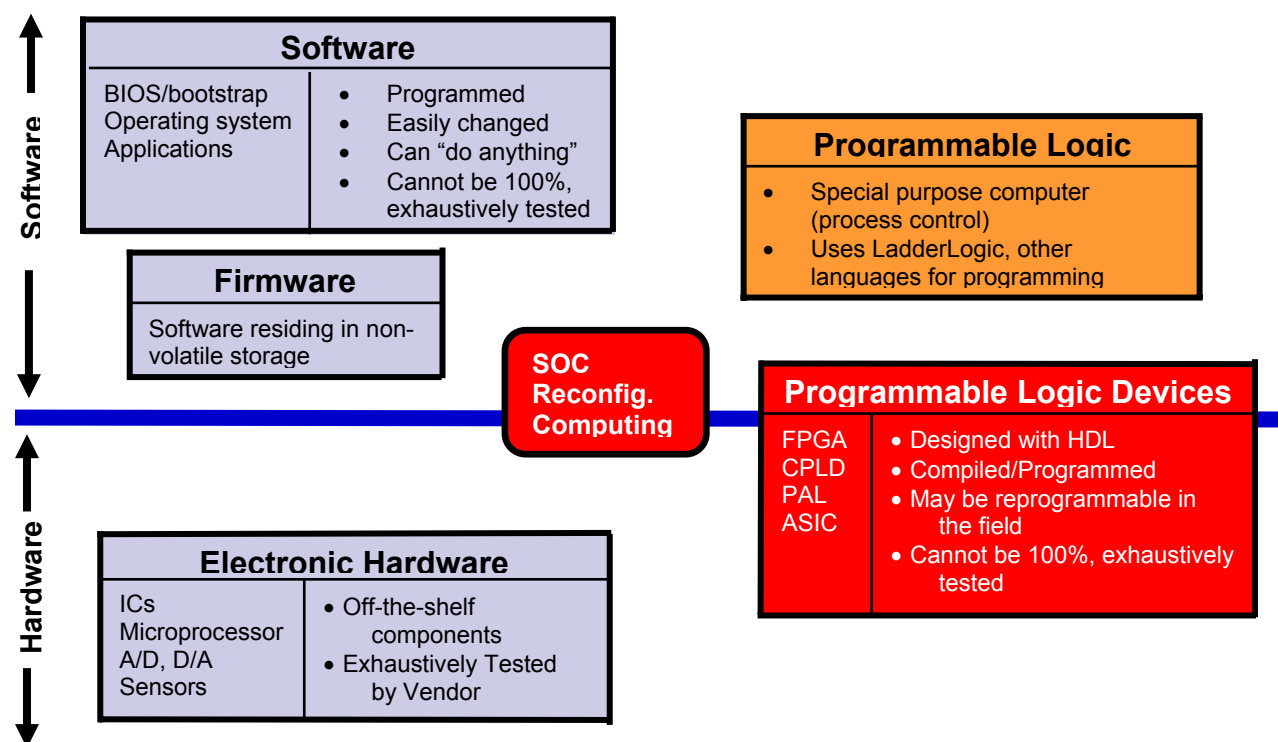 Software
Software
BIOS/bootstrap
Operating system
Applications
• Programmed
• Easily changed
• Can “do anything”
• Cannot be 100%,
exhaustively tested
Firmware
Software residing in non-
volatile storage
Programmable Logic
• Special purpose computer
(process control)
• Uses LadderLogic, other
languages for programming
SOC
Reconfig.
Computing
Programmable Logic Devices
FPGA
CPLD
PAL
ASIC
• Designed with HDL
• Compiled/Programmed
• May be reprogrammable in
the field
• Cannot be 100%, exhaustively
tested
Hardware
Electronic Hardware
ICs
Microprocessor
A/D, D/A
Sensors
• Off-the-shelf
components
• Exhaustively Tested
by Vendor